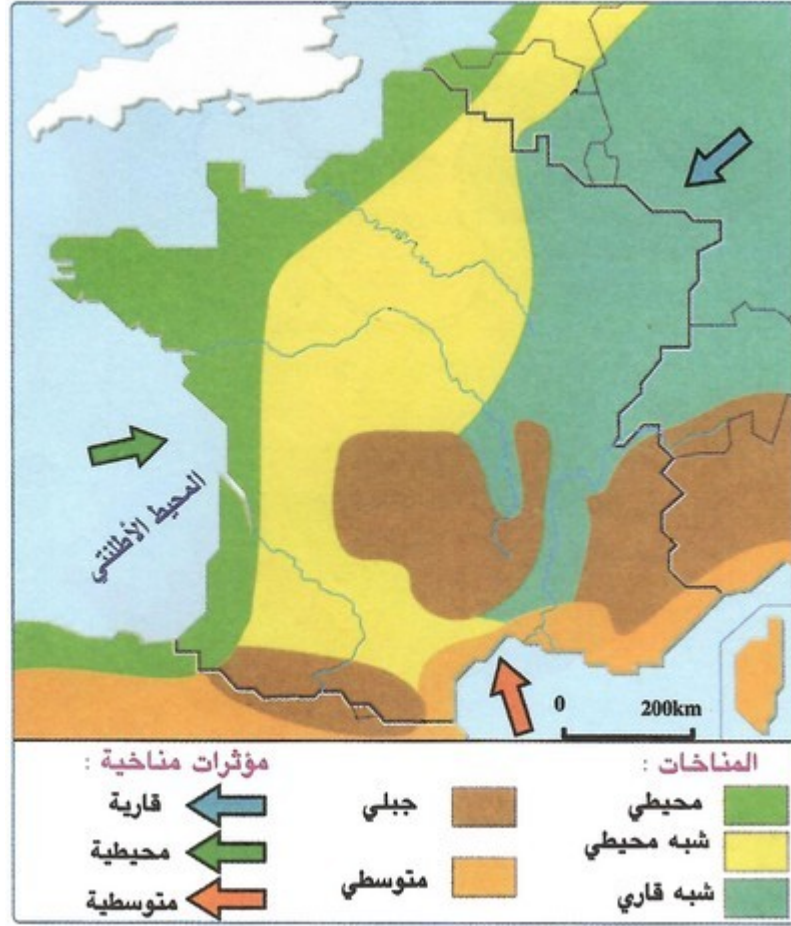 المحيط الأطلنتي
0 200km
المناخات :
محيطي
شبه محيطي
شبه قاري
جبلي
متوسطي
مؤثرات مناخية :
قارية
محيطية
متوسطية